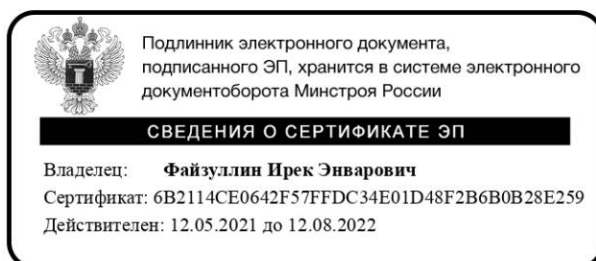 Подлинник электронного документа,
подписанного ЭП, хранится в системе электронного
документоборота Минстроя России
СВЕДЕНИЯ О СЕРТИФИКАТЕ ЭП
Владелец: Файзуллин Ирек Энварович
Сертификат: 6B2114CE0642F57FFDC34E01D48F2B6B0B28E259
Действителен: 12.05.2021 до 12.08.2022